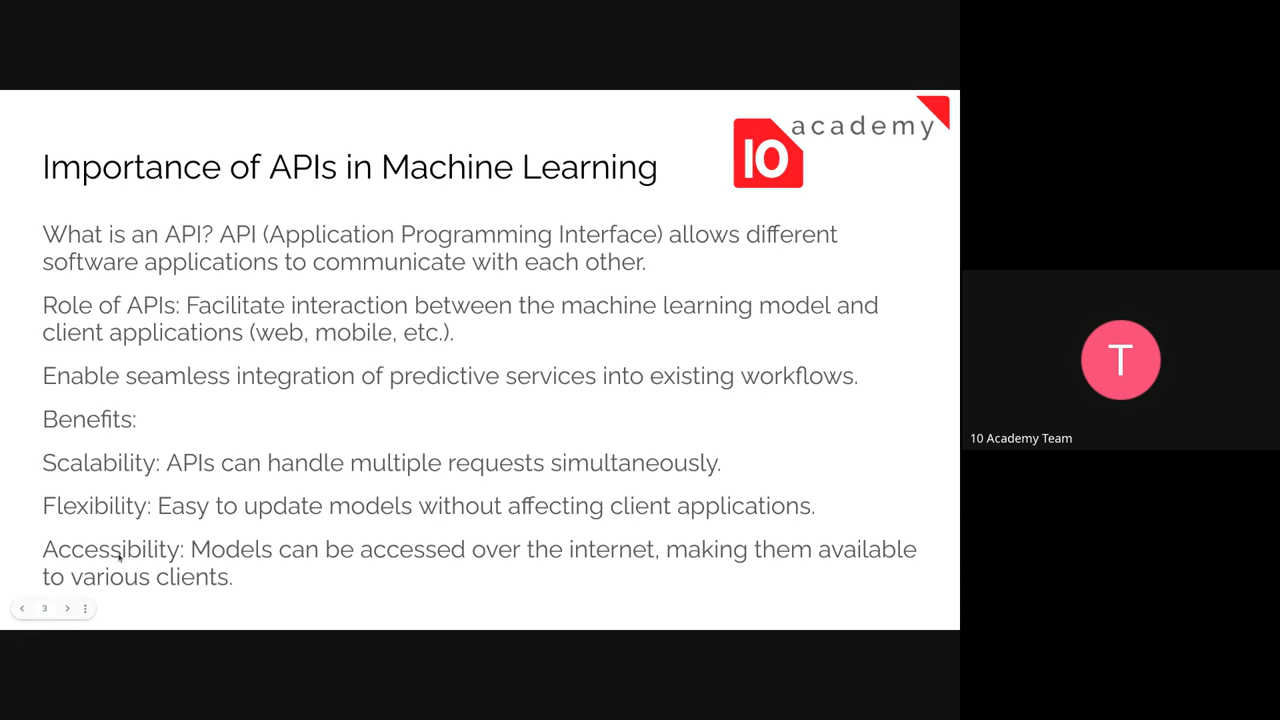 10 academy
Importance of APIs in Machine Learning
What is an API? API (Application Programming Interface) allows different
software applications to communicate with each other.
Role of APIs: Facilitate interaction between the machine learning model and
client applications (web, mobile, etc.).
Enable seamless integration of predictive services into existing workflows.
Benefits:
Scalability: APIs can handle multiple requests simultaneously.
Flexibility: Easy to update models without affecting client applications.
Accessibility: Models can be accessed over the internet, making them available
to various clients.
3
T
10 Academy Team